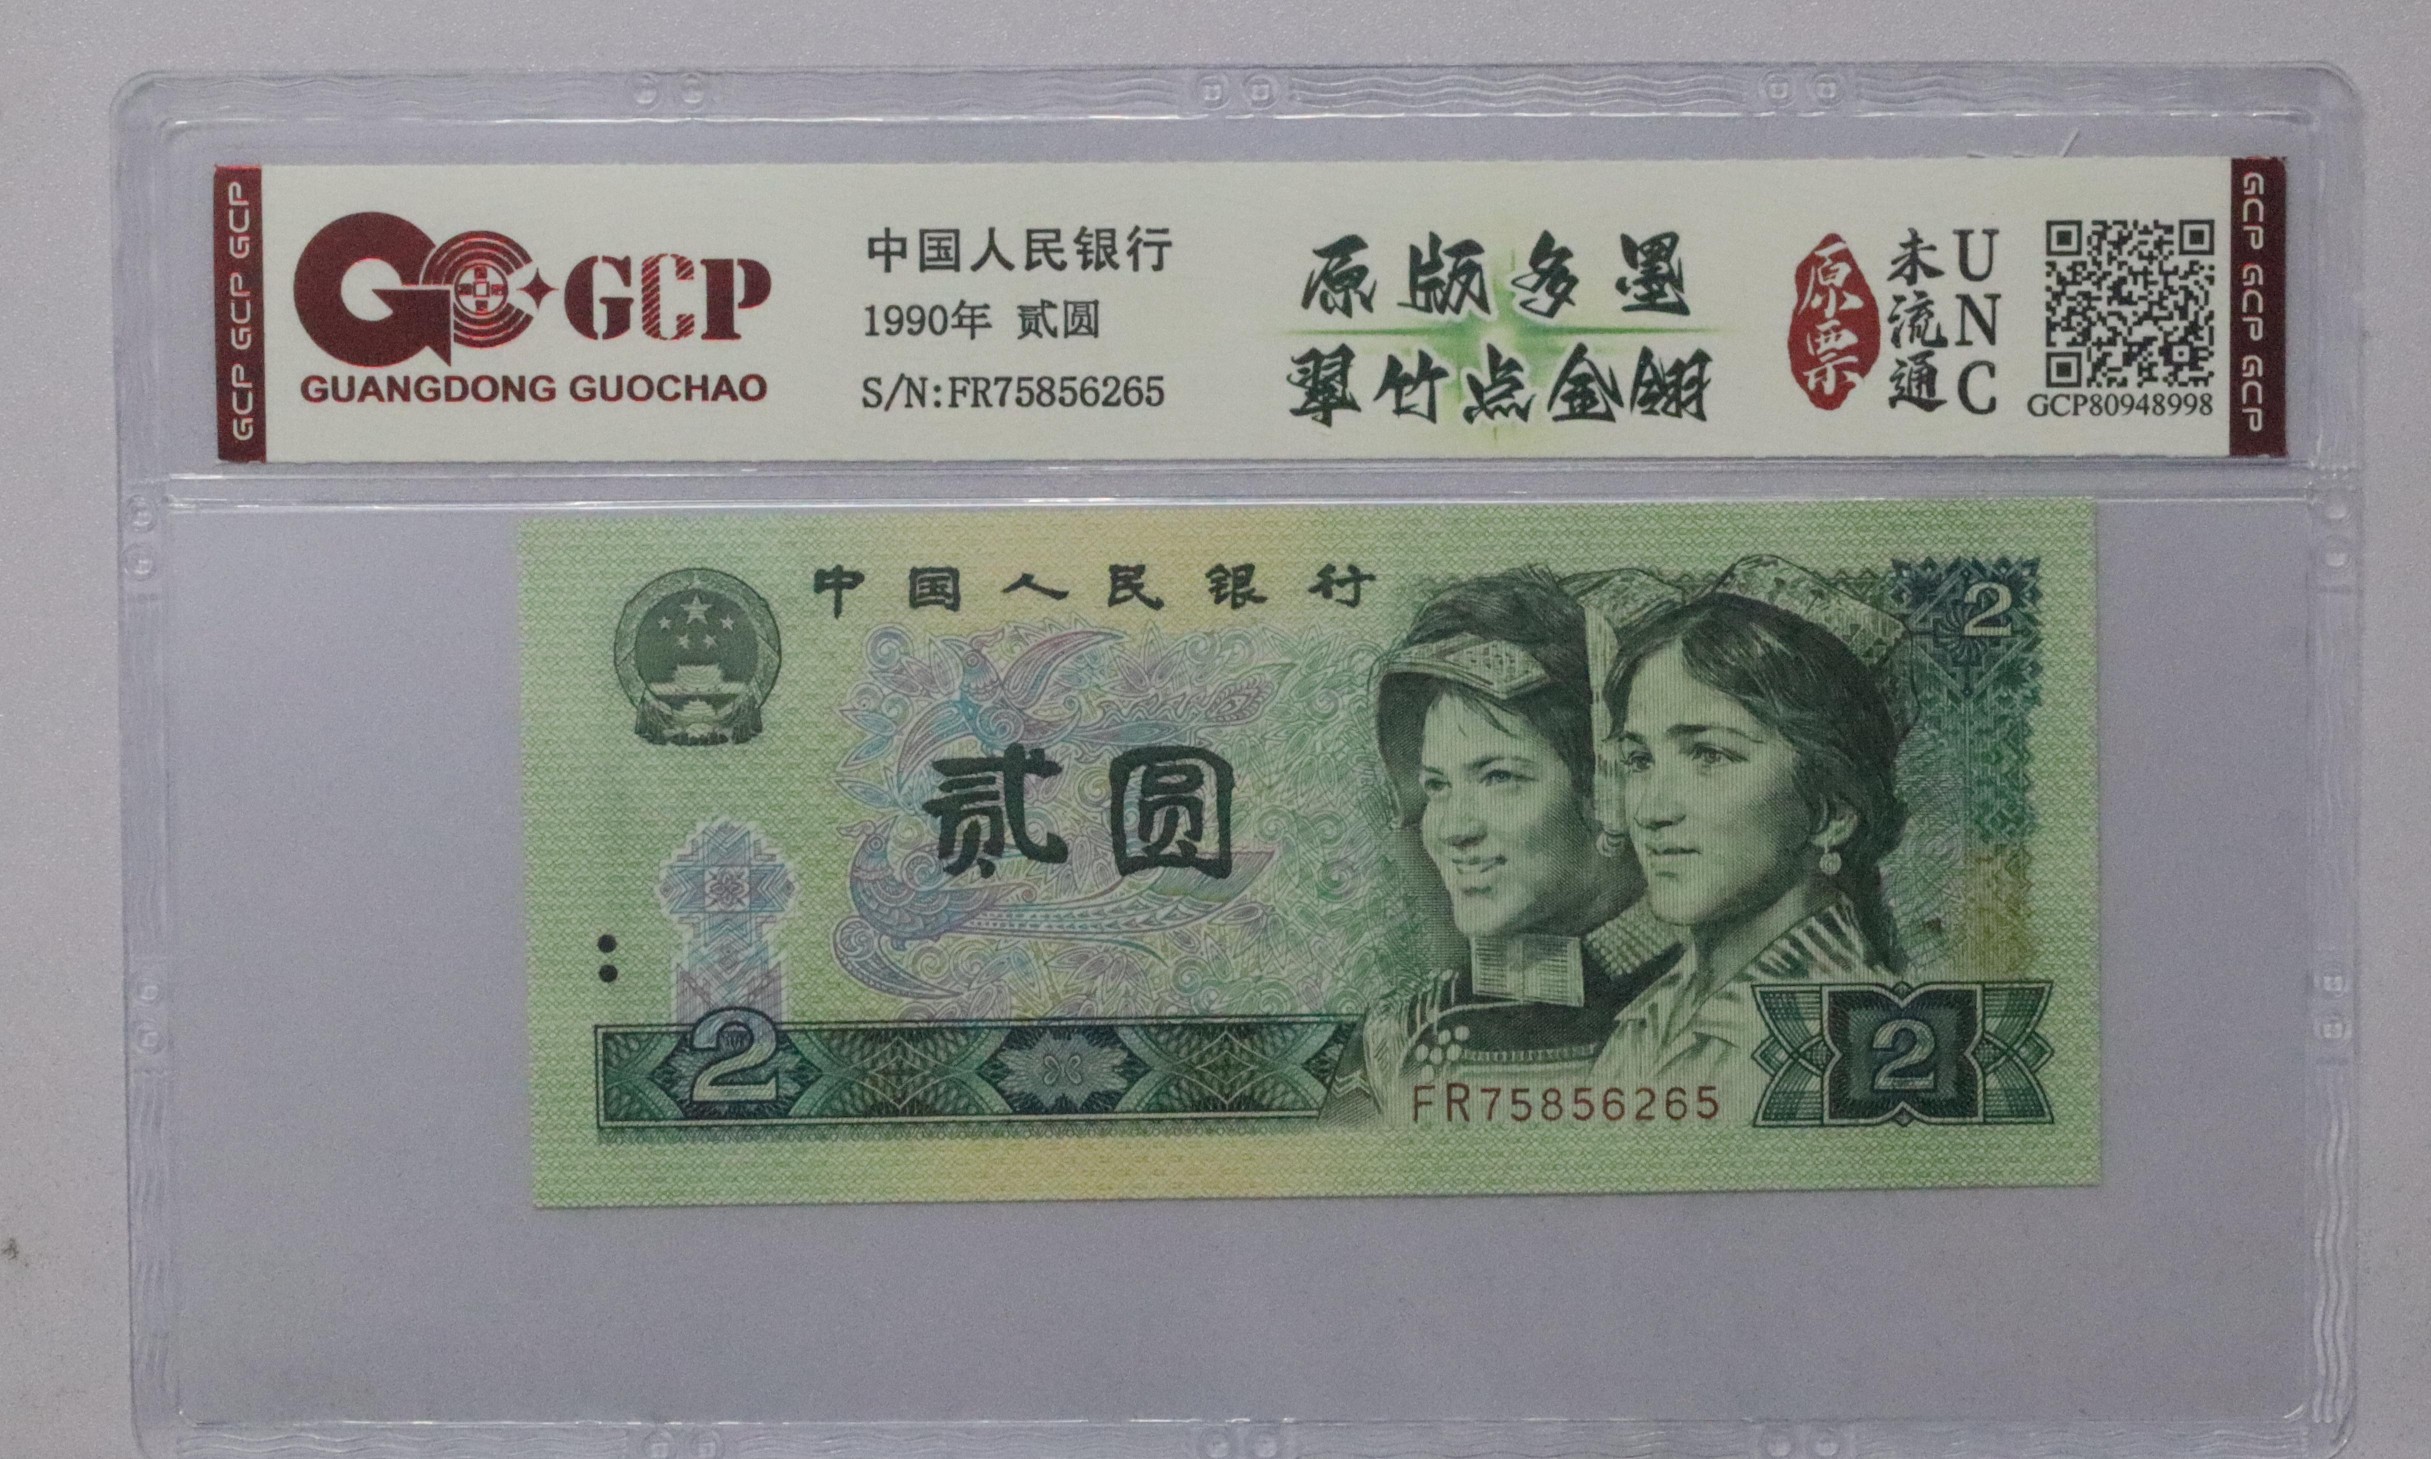 GCP GCP GCP
GCP
GUANGDONG GUOCHAO
中国人民银行
1990年 贰圆
S/N:FR75856265
原版多墨
翠竹点金翎
原票
未流通
UNC
GCP80948998
GCP GCP GCP
中国人民银行
2
贰圆
2
FR75856265
2